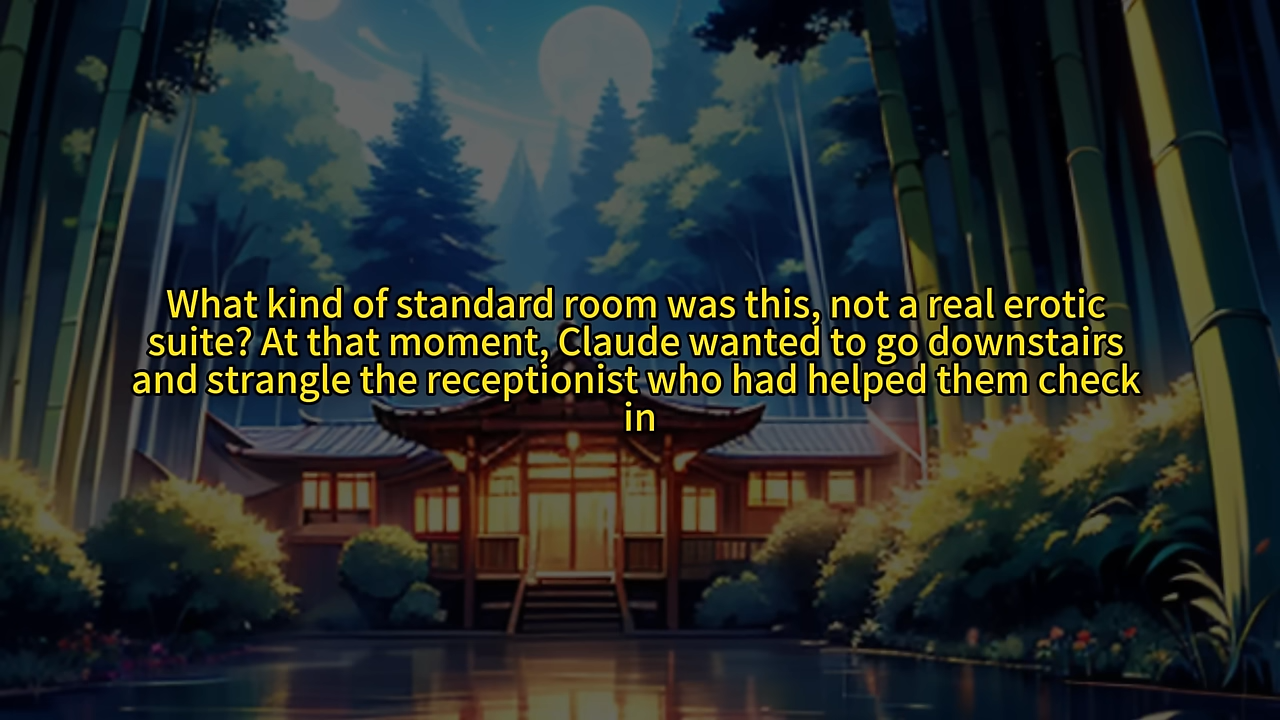 What kind of standard room was this, not a real erotic
suite? At that moment, Claude wanted to go downstairs
and strangle the receptionist who had helped them check
in